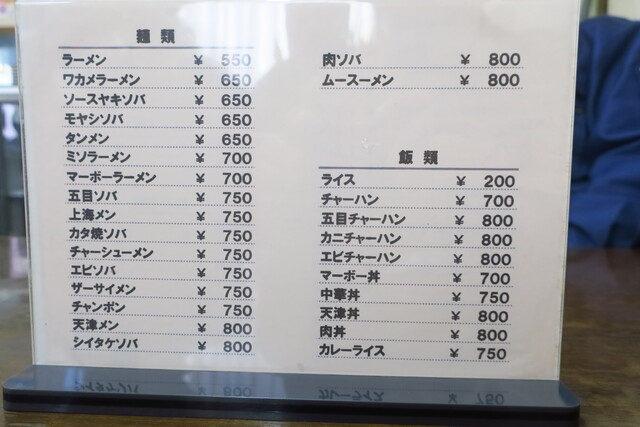 麺類
ラーメン ¥ 550
ワカメラーメン ¥ 650
ソースヤキソバ ¥ 650
モヤシソバ ¥ 650
タンメン ¥ 650
ミソラーメン ¥ 700
マーボーラーメン ¥ 700
五目ソバ ¥ 750
上海メン ¥ 750
カタ焼ソバ ¥ 750
チャーシューメン ¥ 750
エビソバ ¥ 750
ザーサイメン ¥ 750
チャンポン ¥ 750
天津メン ¥ 800
シイタケソバ ¥ 800
肉ソバ ¥ 800
ムースーメン ¥ 800
飯類
ライス ¥ 200
チャーハン ¥ 700
五目チャーハン ¥ 800
カニチャーハン ¥ 800
エビチャーハン ¥ 800
マーボー丼 ¥ 700
中華丼 ¥ 750
天津丼 ¥ 800
肉丼 ¥ 800
カレーライス ¥ 750